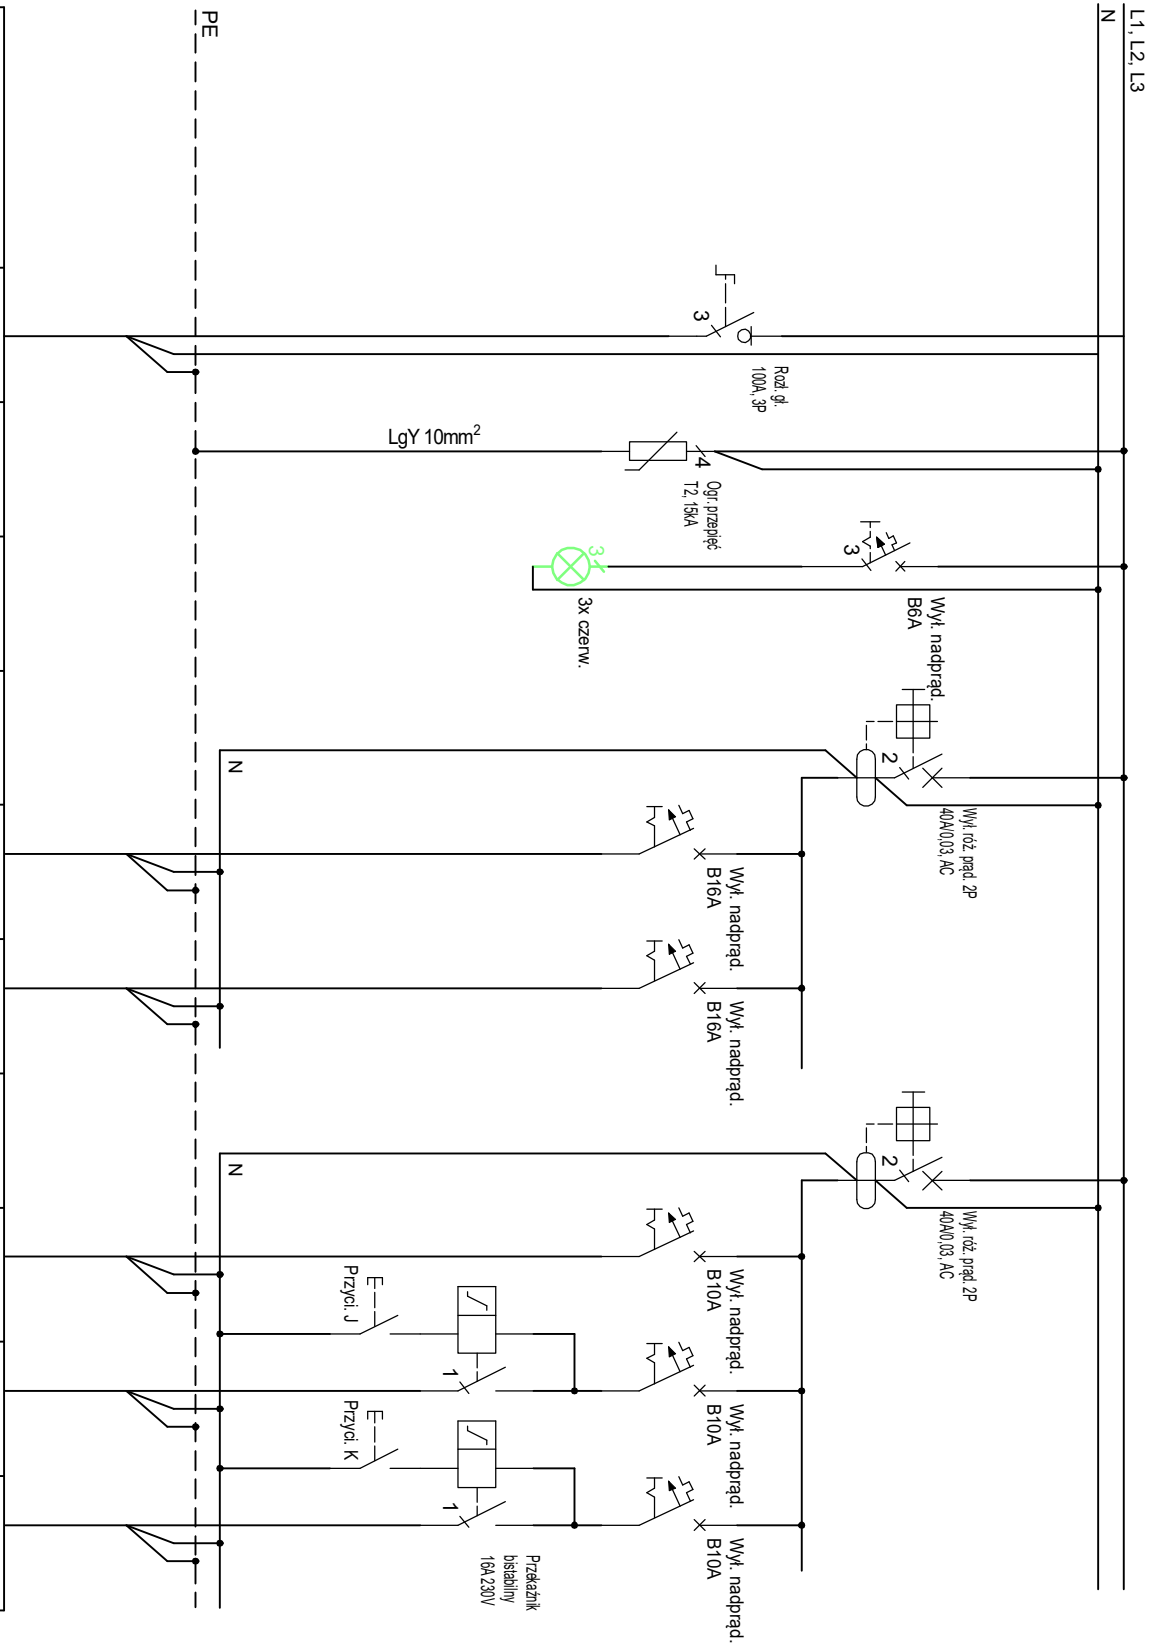 L1, L2, L3
N
PE
3
Rozł. gł.
100A, 3P
LgY 10mm²
4
Ogr. przepięć
T2, 15kA
3
Wył. nadprąd.
B6A
3
3x czerw.
2
Wył. róż. prąd. 2P
40A/0,03, AC
N
Wył. nadprąd.
B16A
Wył. nadprąd.
B16A
2
Wył. róż. prąd. 2P
40A/0,03, AC
N
Wył. nadprąd.
B10A
Przyci. J
1
Wył. nadprąd.
B10A
Przyci. K
1
Wył. nadprąd.
B10A
Przekaźnik
bistabilny
16A 230V